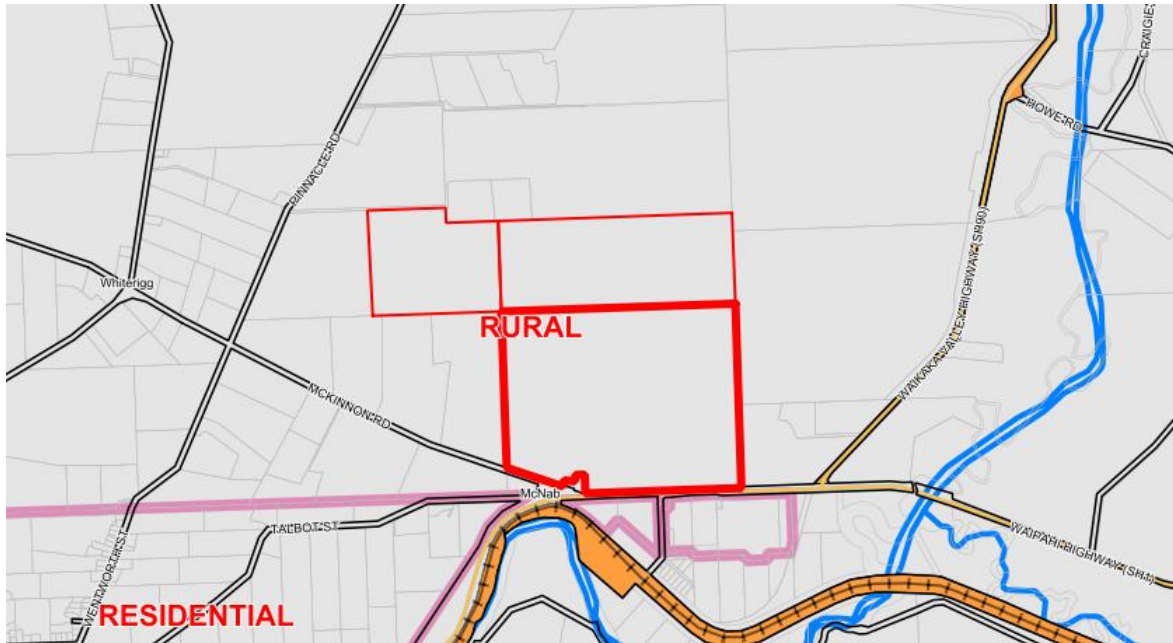 CRAIGIE
HOWE RD
PINNACLE RD
WAIKAKA VALLEY HIGHWAY (SH90)
Whiterigg
RURAL
MCKINNON RD
McNab
TALBOT ST
WAIPAHI HIGHWAY (SH1)
WENTWORTH ST
RESIDENTIAL